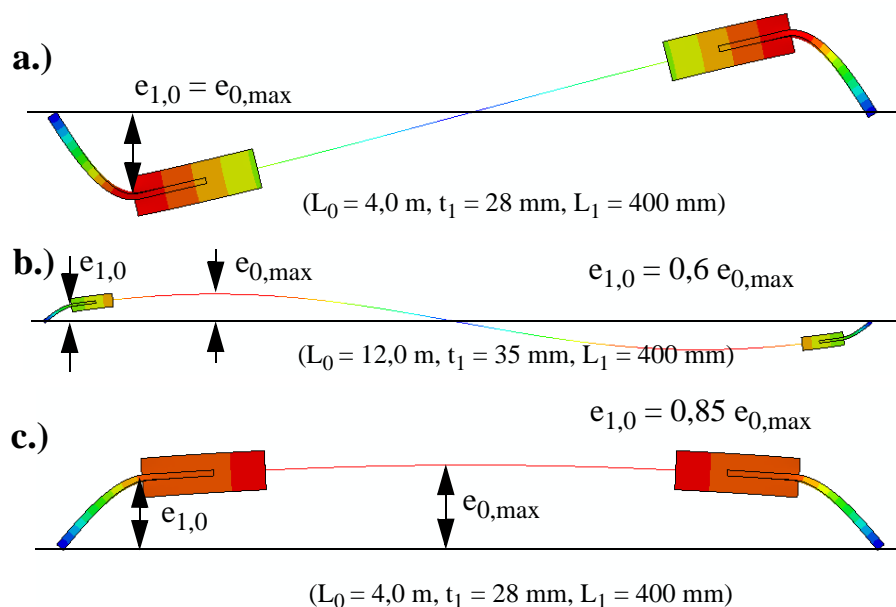 a.)
e1,0 = e0,max
(L0 = 4,0 m, t1 = 28 mm, L1 = 400 mm)
b.)
e1,0
e0,max
e1,0 = 0,6 e0,max
(L0 = 12,0 m, t1 = 35 mm, L1 = 400 mm)
e1,0 = 0,85 e0,max
c.)
e1,0
e0,max
(L0 = 4,0 m, t1 = 28 mm, L1 = 400 mm)